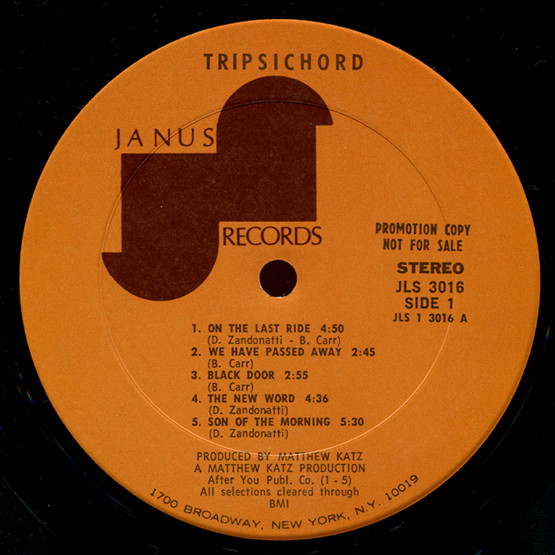 TRIPSICHORD
JANUS
RECORDS
PROMOTION COPY
NOT FOR SALE
STEREO
JLS 3016
SIDE 1
JLS 1 3016 A
1. ON THE LAST RIDE 4:50
(D. Zandonatti - B. Carr)
2. WE HAVE PASSED AWAY 2:45
(B. Carr)
3. BLACK DOOR 2:55
(B. Carr)
4. THE NEW WORD 4:36
(D. Zandonatti)
5. SON OF THE MORNING 5:30
(D. Zandonatti)
PRODUCED BY MATTHEW KATZ
A MATTHEW KATZ PRODUCTION
After You Publ. Co. (1 - 5)
All selections cleared through
BMI
1700 BROADWAY, NEW YORK, N.Y. 10019